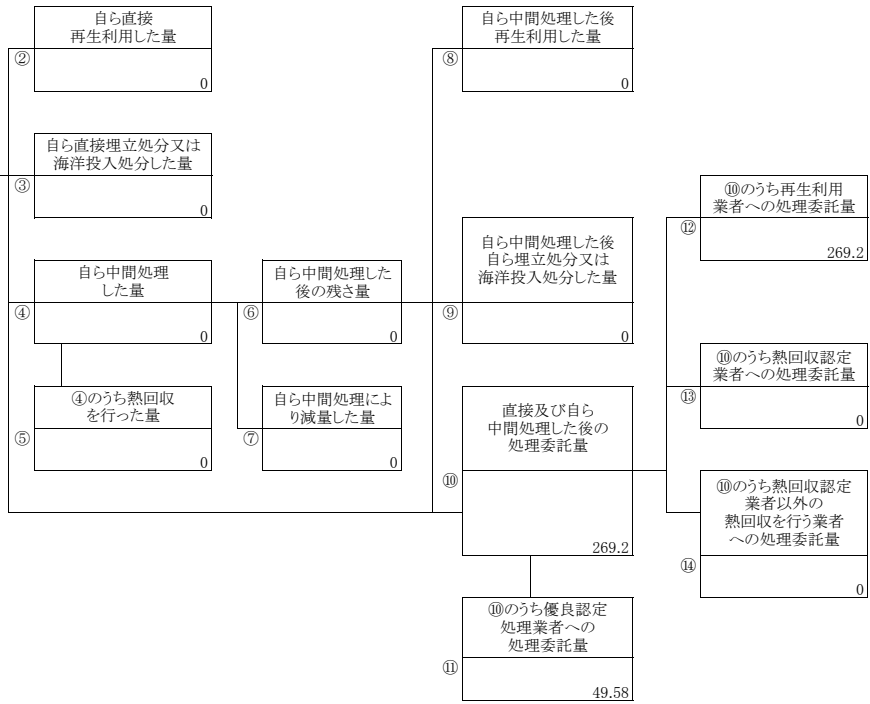 自ら直接
再生利用した量
②
0
自ら直接埋立処分又は
海洋投入処分した量
③
0
自ら中間処理
した量
④
0
④のうち熱回収
を行った量
⑤
0
自ら中間処理した
後の残さ量
⑥
0
自ら中間処理によ
り減量した量
⑦
0
自ら中間処理した後
再生利用した量
⑧
0
自ら中間処理した後
自ら埋立処分又は
海洋投入処分した量
⑨
0
直接及び自ら
中間処理した後の
処理委託量
⑩
269.2
⑩のうち優良認定
処理業者への
処理委託量
⑪
49.58
⑩のうち再生利用
業者への処理委託量
⑫
269.2
⑩のうち熱回収認定
業者への処理委託量
⑬
0
⑩のうち熱回収認定
業者以外の
熱回収を行う業者
への処理委託量
⑭
0